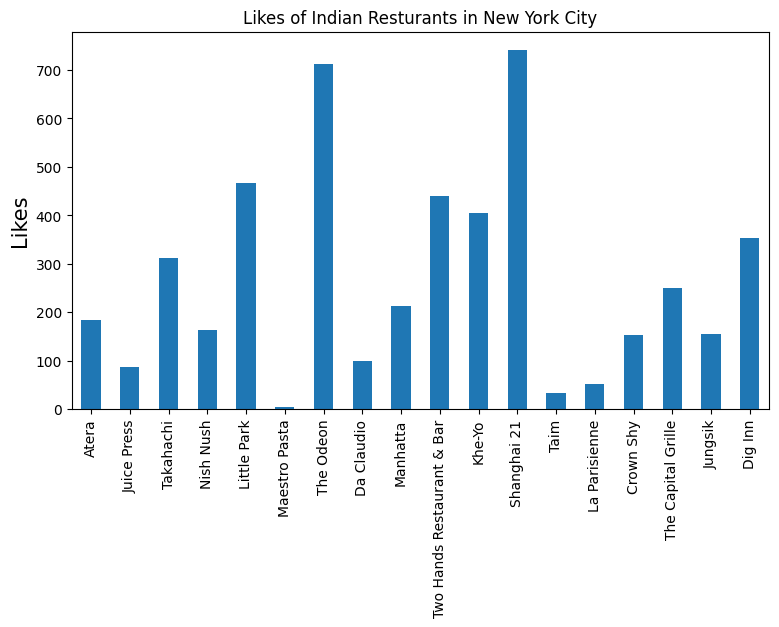 Likes of Indian Resturants in New York City
Likes
700
600
500
400
300
200
100
0
Atera
Juice Press
Takahachi
Nish Nush
Little Park
Maestro Pasta
The Odeon
Da Claudio
Manhatta
Two Hands Restaurant & Bar
Khe-Yo
Shanghai 21
Taim
La Parisienne
Crown Shy
The Capital Grille
Jungsik
Dig Inn